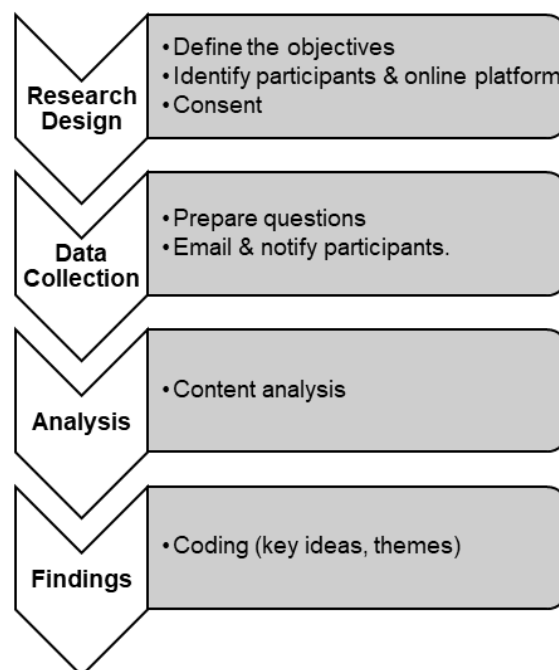 Research
Design
• Define the objectives
• Identify participants & online platform
• Consent
Data
Collection
• Prepare questions
• Email & notify participants.
Analysis
• Content analysis
Findings
• Coding (key ideas, themes)